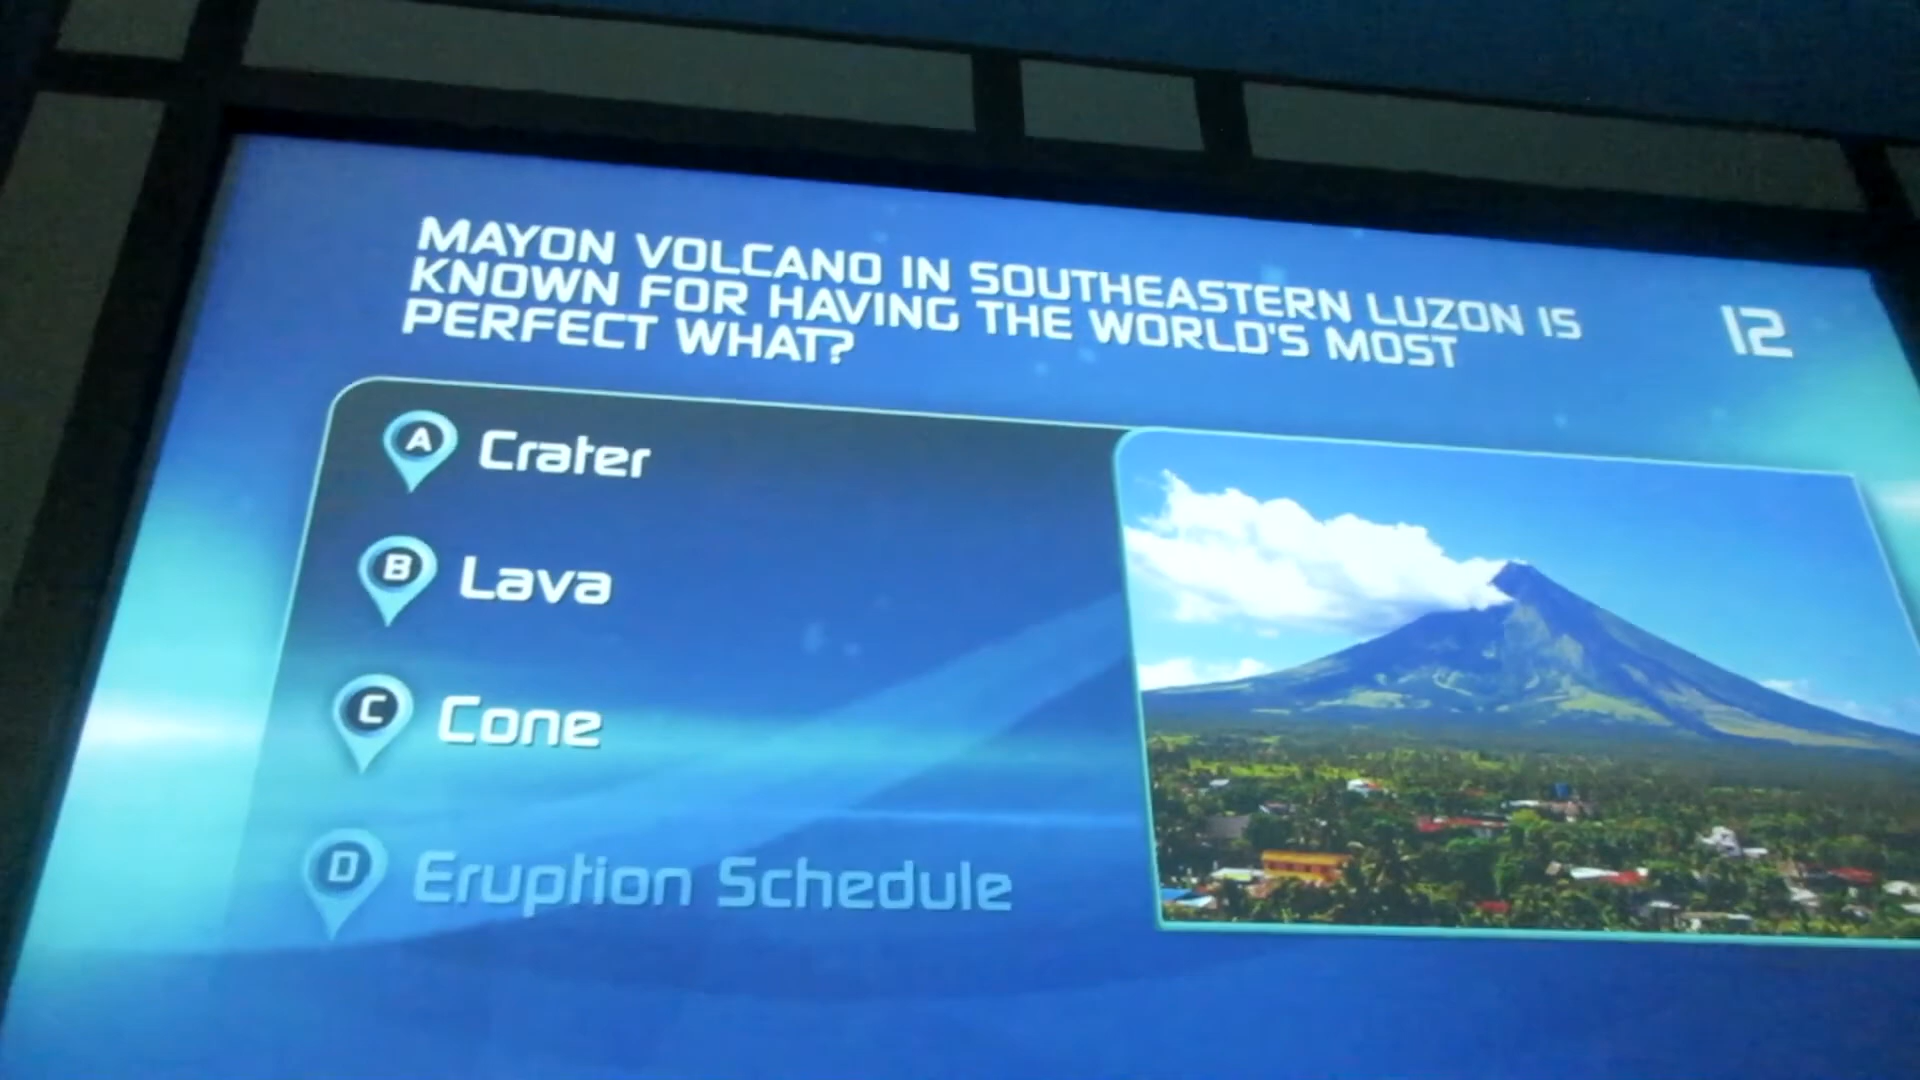 MAYON VOLCANO IN SOUTHEASTERN LUZON IS
KNOWN FOR HAVING THE WORLD'S MOST
PERFECT WHAT?
12
A Crater
B Lava
C Cone
D Eruption Schedule